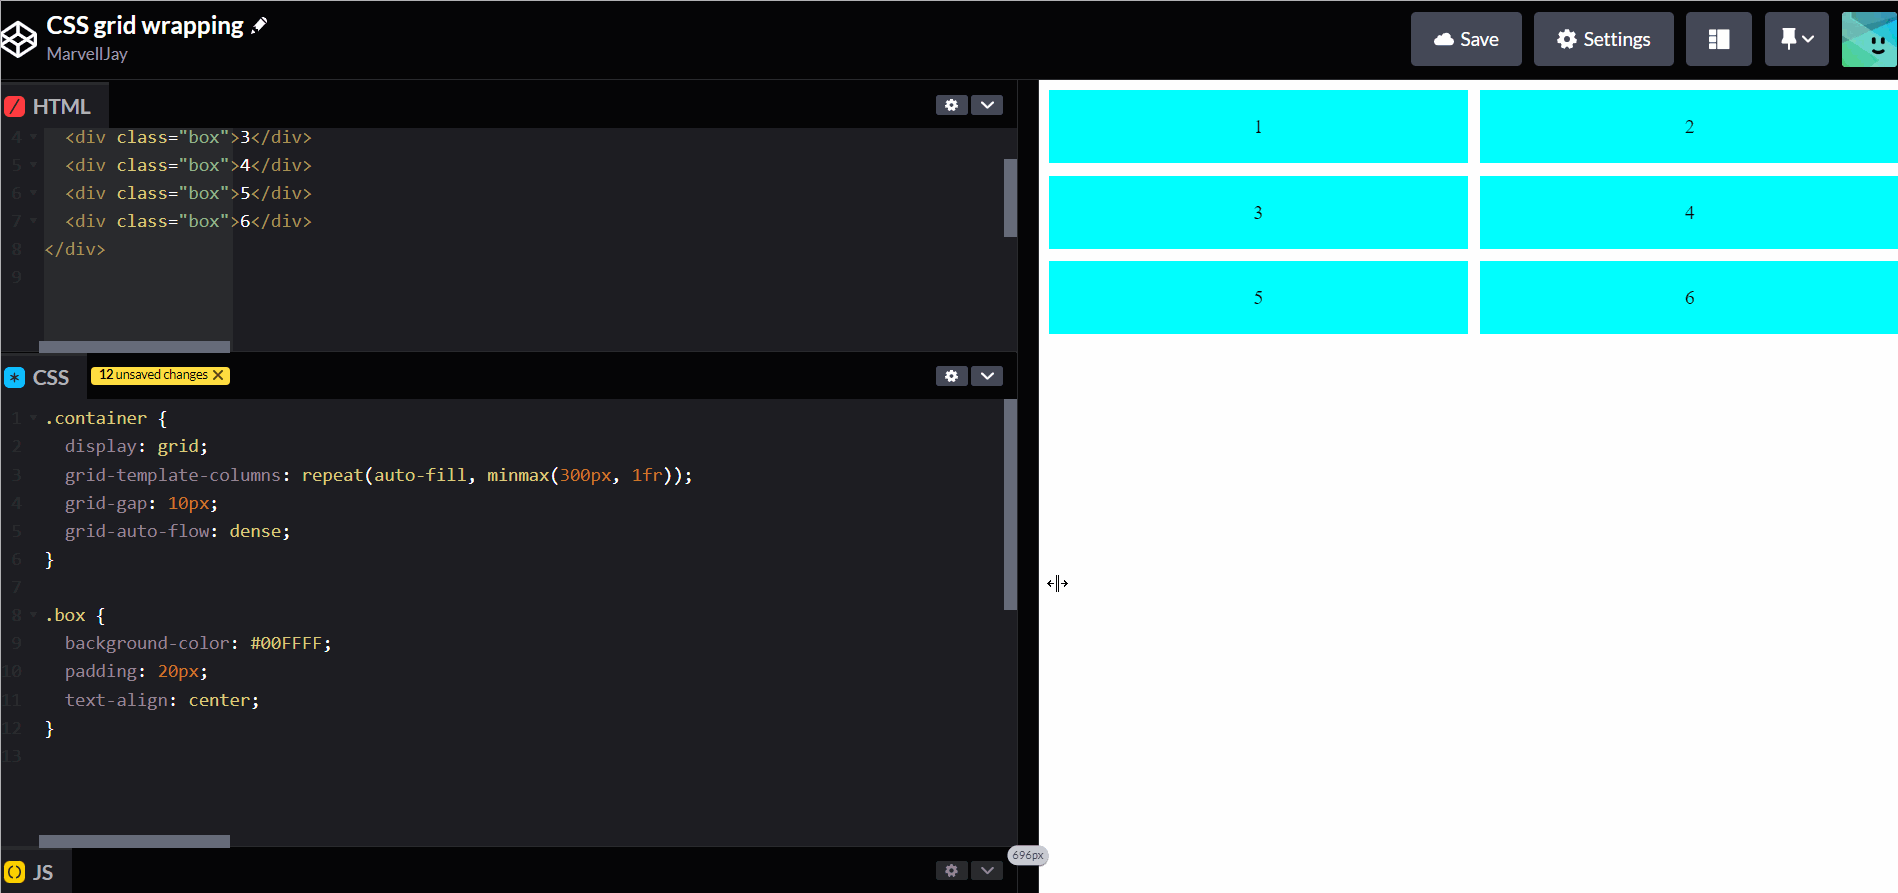 CSS grid wrapping
MarvellJay
Save
Settings
HTML
4 <div class="box">3</div>
5 <div class="box">4</div>
6 <div class="box">5</div>
7 <div class="box">6</div>
8 </div>
9
CSS
12 unsaved changes
1 .container {
2 display: grid;
3 grid-template-columns: repeat(auto-fill, minmax(300px, 1fr));
4 grid-gap: 10px;
5 grid-auto-flow: dense;
6 }
7
8 .box {
9 background-color: #00FFFF;
10 padding: 20px;
11 text-align: center;
12 }
13
JS
1 2
3 4
5 6
696px